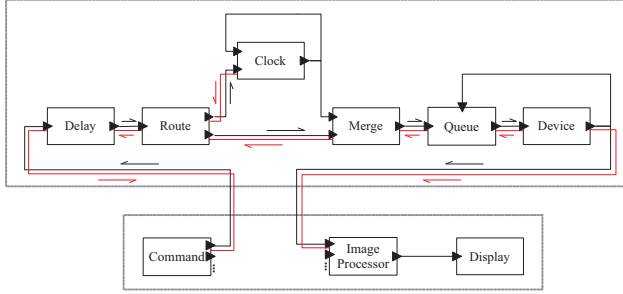 Clock
Delay
Route
Merge
Queue
Device
Command
Image
Processor
Display